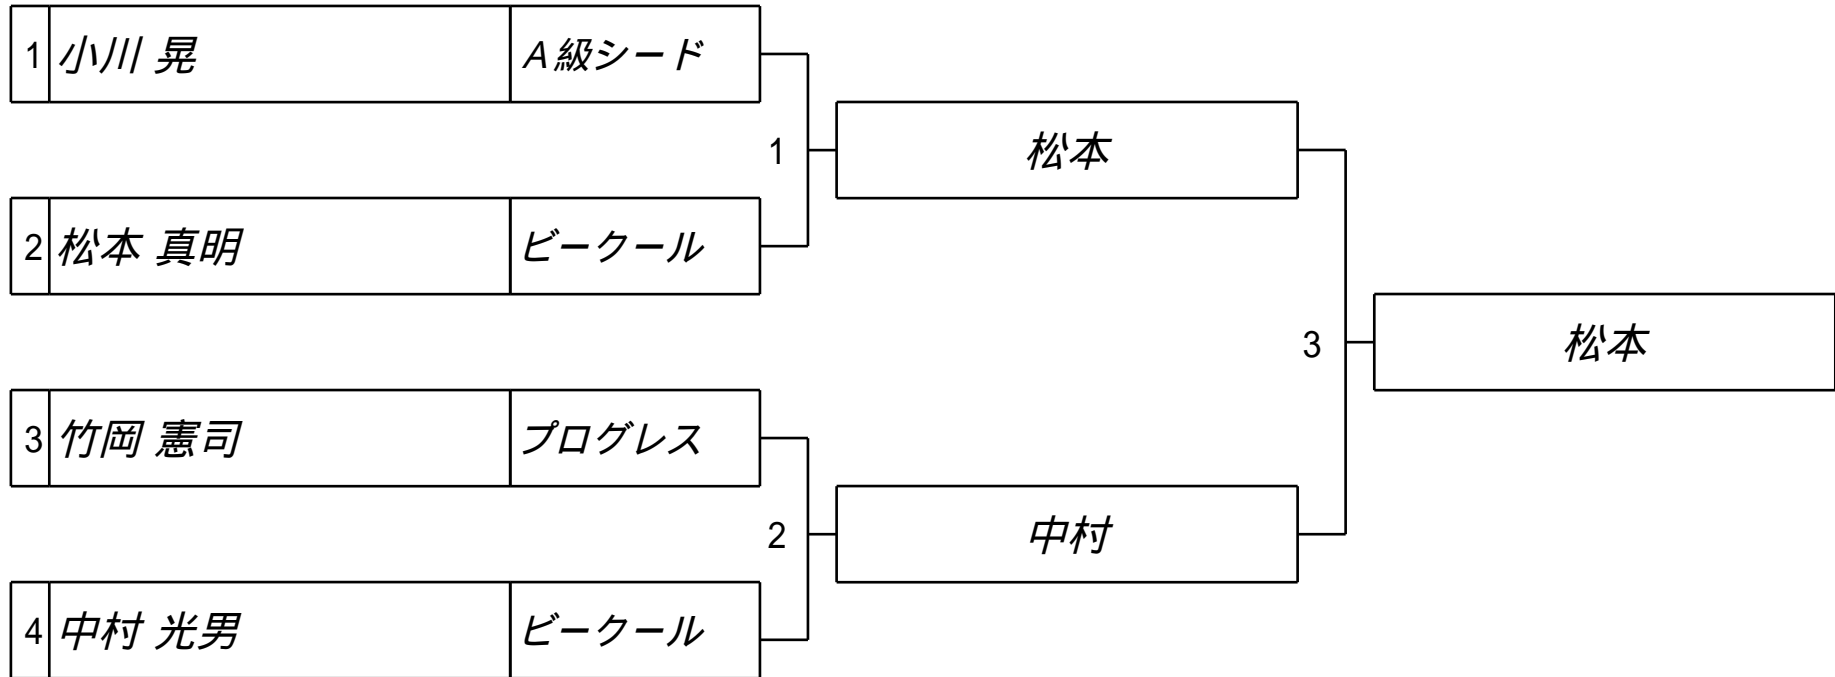 1 小川 晃 A級シード
1 松本
2 松本 真明 ビークール
3 松本
3 竹岡 憲司 プログレス
2 中村
4 中村 光男 ビークール